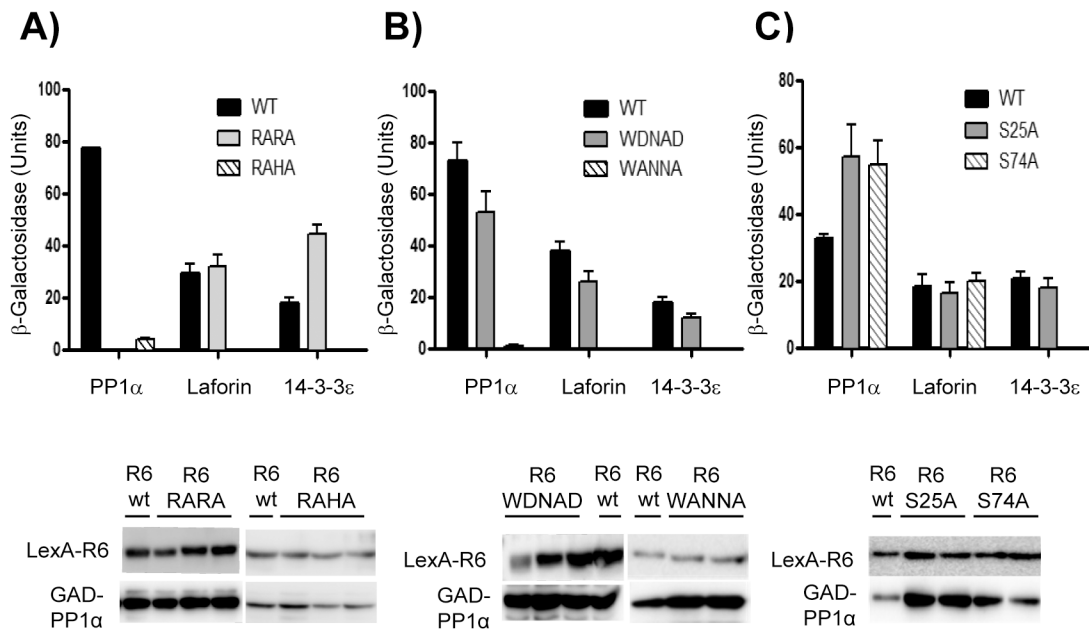 A)
β-Galactosidase (Units)
100
80
60
40
20
0
WT
RARA
RAHA
PP1α Laforin 14-3-3ε
B)
β-Galactosidase (Units)
100
80
60
40
20
0
WT
WDNAD
WANNA
PP1α Laforin 14-3-3ε
C)
β-Galactosidase (Units)
80
60
40
20
0
WT
S25A
S74A
PP1α Laforin 14-3-3ε
R6 R6 R6 R6
wt RARA wt RAHA
LexA-R6
GAD-
PP1α
R6 R6 R6 R6
WDNAD wt wt WANNA
LexA-R6
GAD-
PP1α
R6 R6 R6
wt S25A S74A
LexA-R6
GAD-
PP1α